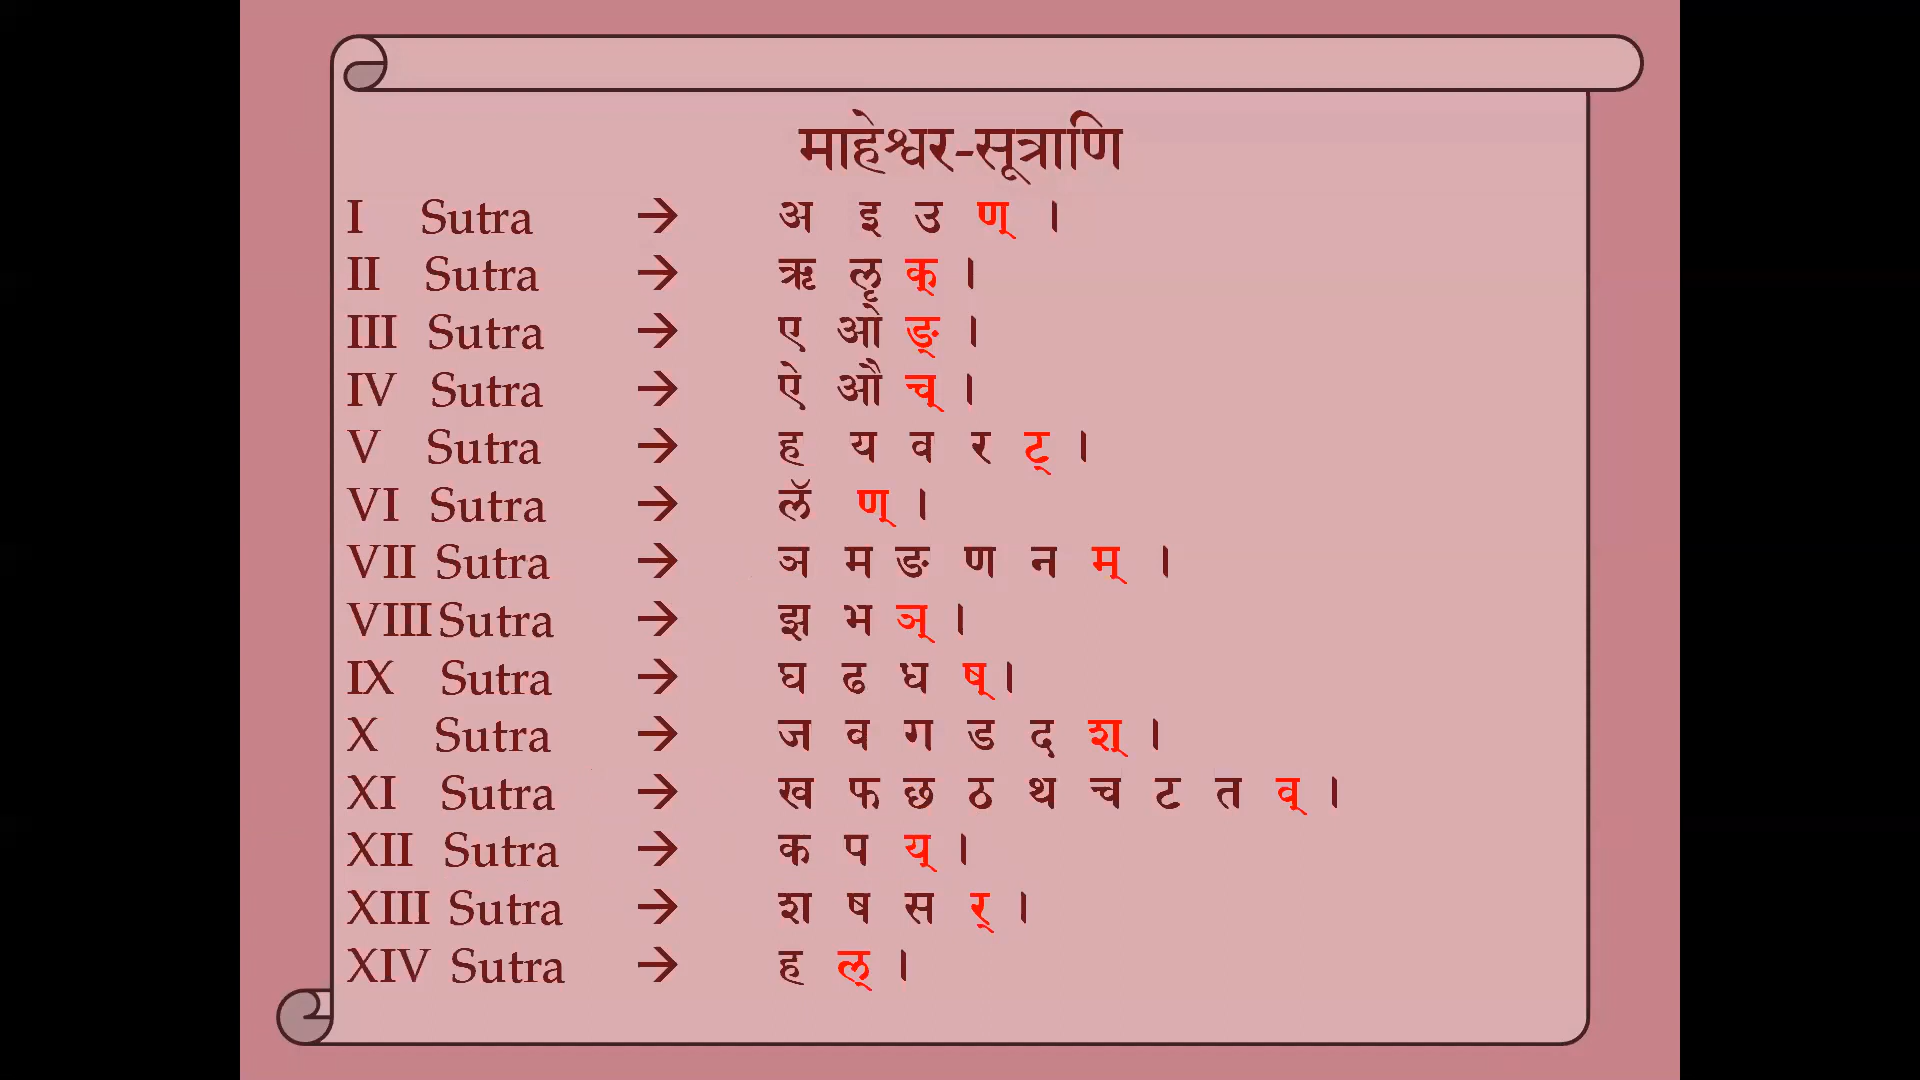 माहेश्वर-सूत्राणि
I Sutra → अ इ उ ण् ।
II Sutra → ऋ ऌ क् ।
III Sutra → ए ओ ङ् ।
IV Sutra → ऐ औ च् ।
V Sutra → ह य व र ट् ।
VI Sutra → लॅ ण् ।
VII Sutra → ञ म ङ ण न म् ।
VIII Sutra → झ भ ञ् ।
IX Sutra → घ ढ ध ष् ।
X Sutra → ज व ग ड द श् ।
XI Sutra → ख फ छ ठ थ च ट त व् ।
XII Sutra → क प य् ।
XIII Sutra → श ष स र् ।
XIV Sutra → ह ल् ।